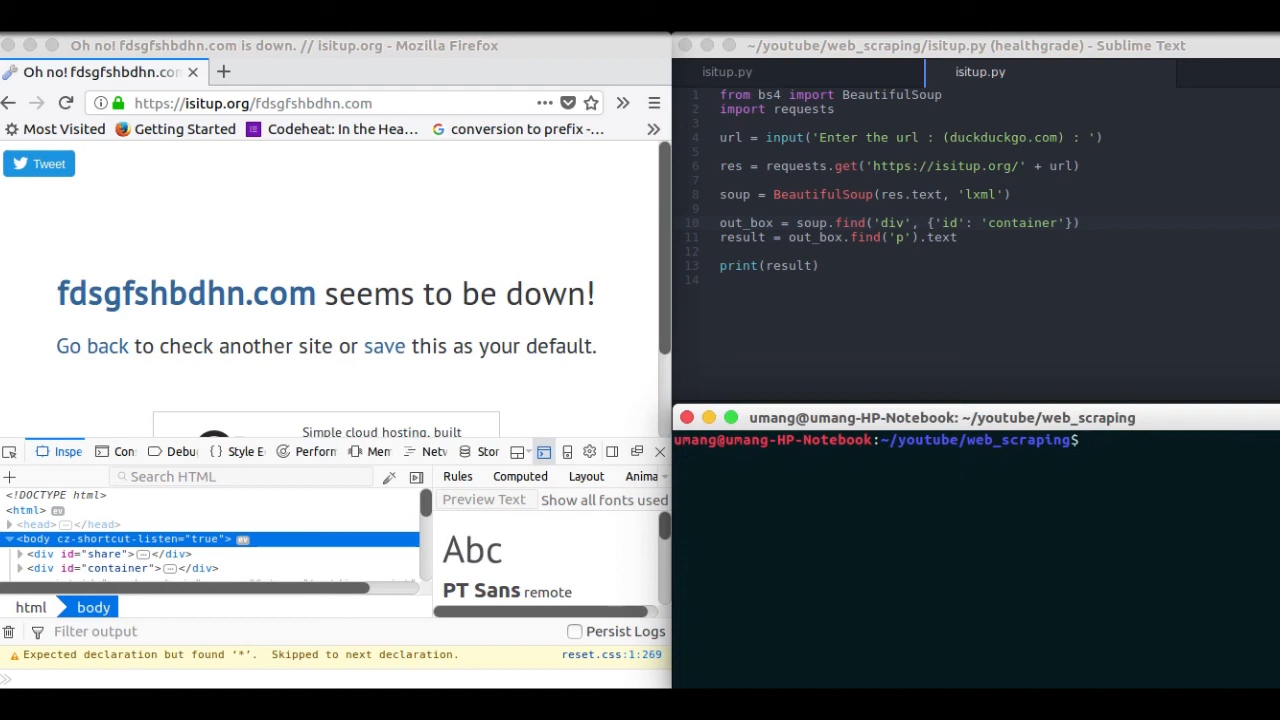 Oh no! fdsgfshbdhn.com is down. // isitup.org - Mozilla Firefox
Oh no! fdsgfshbdhn.con
https://isitup.org/fdsgfshbdhn.com
Most Visited Getting Started Codeheat: In the Hea... conversion to prefix -...
Tweet
fdsgfshbdhn.com seems to be down!
Go back to check another site or save this as your default.
Simple cloud hosting, built
Inspe Con Debu Style E Perforn Men Netv Stor
Search HTML
<!DOCTYPE html>
<html> ev
<head> </head>
<body cz-shortcut-listen="true"> ev
<div id="share"> </div>
<div id="container"> </div>
html body
Rules Computed Layout Anima
Preview Text Show all fonts used
Abc
PT Sans remote
Filter output Persist Logs
Expected declaration but found ‘*’. Skipped to next declaration. reset.css:1:269
~/youtube/web_scraping/isitup.py (healthgrade) - Sublime Text
isitup.py isitup.py
1 from bs4 import BeautifulSoup
2 import requests
3
4 url = input('Enter the url : (duckduckgo.com) : ')
5
6 res = requests.get('https://isitup.org/' + url)
7
8 soup = BeautifulSoup(res.text, 'lxml')
9
10 out_box = soup.find('div', {'id': 'container'})
11 result = out_box.find('p').text
12
13 print(result)
14
umang@umang-HP-Notebook: ~/youtube/web_scraping
umang@umang-HP-Notebook:~/youtube/web_scraping$